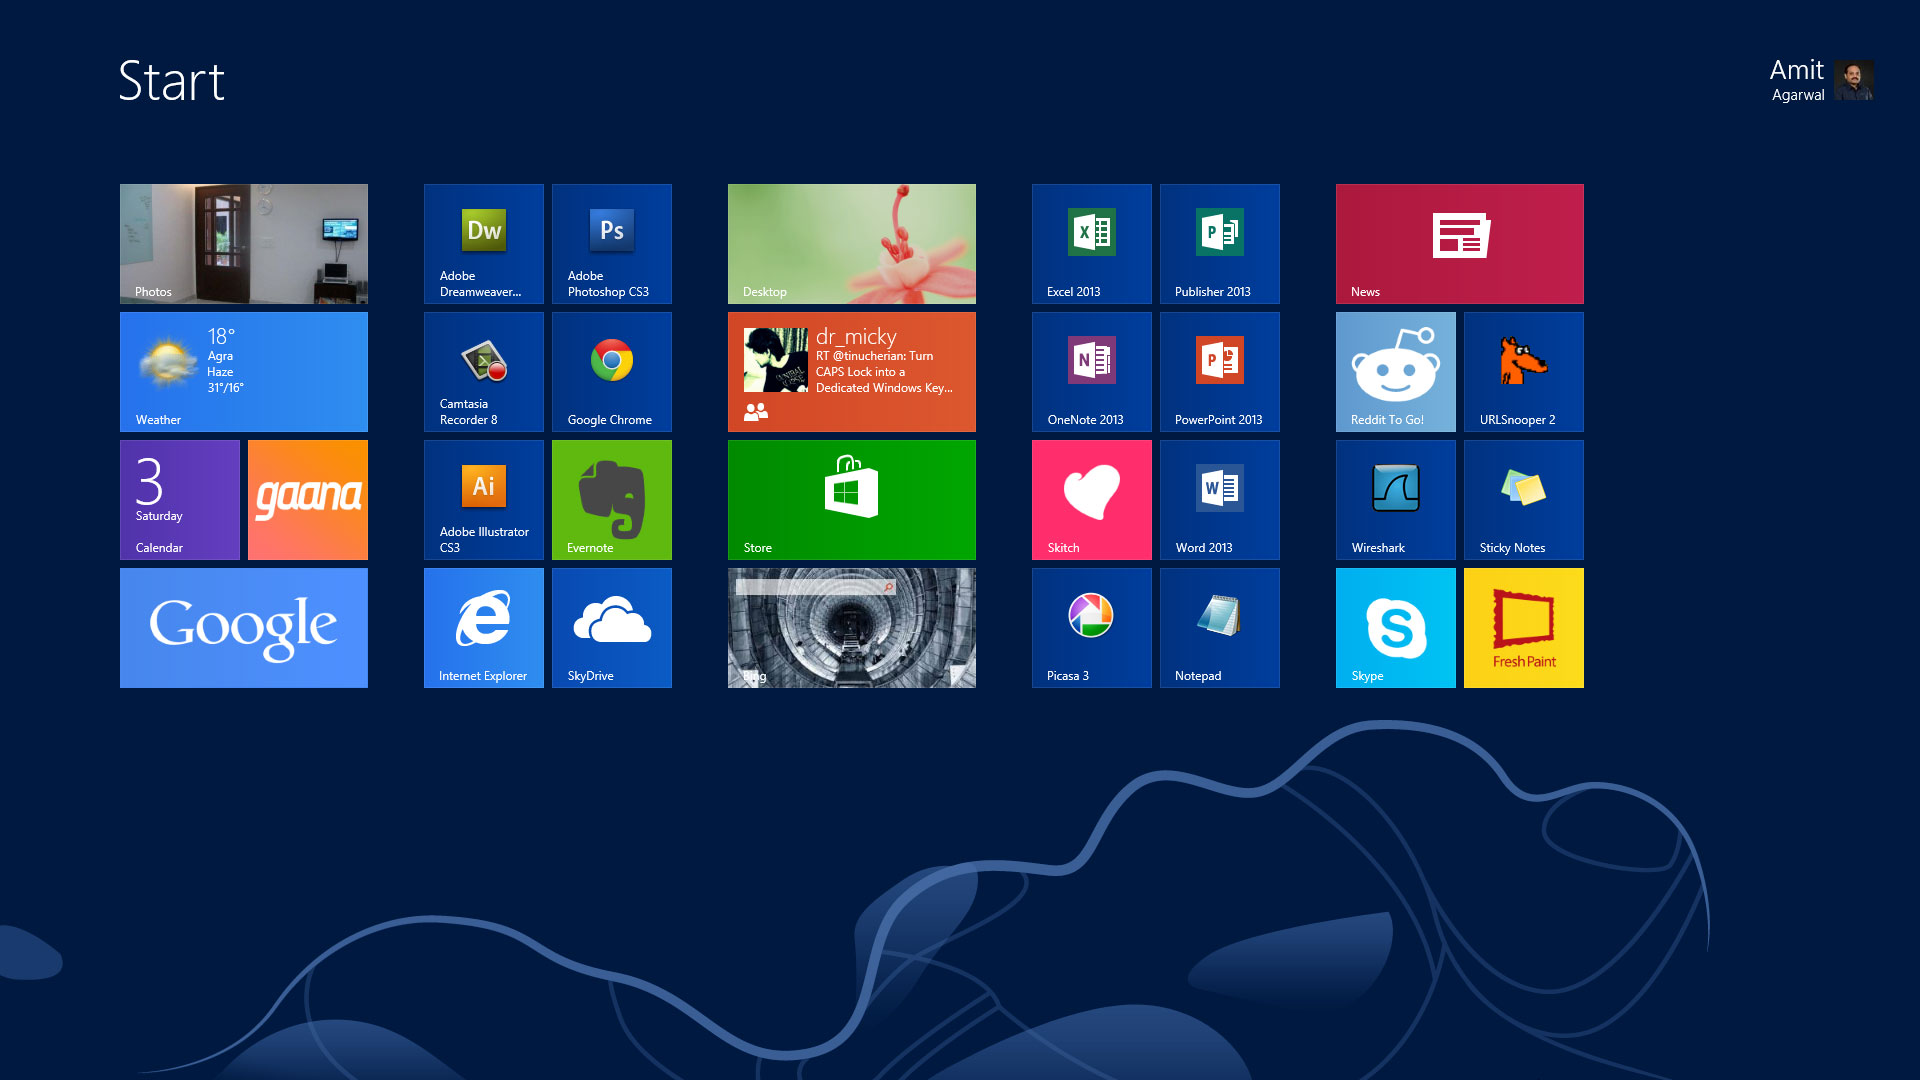 Start
Amit
Agarwal
Photos
18°
Agra
Haze
31°/16°
Weather
3
Saturday
Calendar
gaana
Google
Dw
Adobe
Dreamweaver...
Ps
Adobe
Photoshop CS3
Camtasia
Recorder 8
Google Chrome
Ai
Adobe Illustrator
CS3
Evernote
Internet Explorer
SkyDrive
Desktop
dr_micky
RT @tinucherian: Turn
CAPS Lock into a
Dedicated Windows Key...
Store
Bing
X
Excel 2013
P
Publisher 2013
N
OneNote 2013
P
PowerPoint 2013
Skitch
W
Word 2013
Picasa 3
Notepad
News
Reddit To Go!
URLSnooper 2
Wireshark
Sticky Notes
S
Skype
Fresh Paint